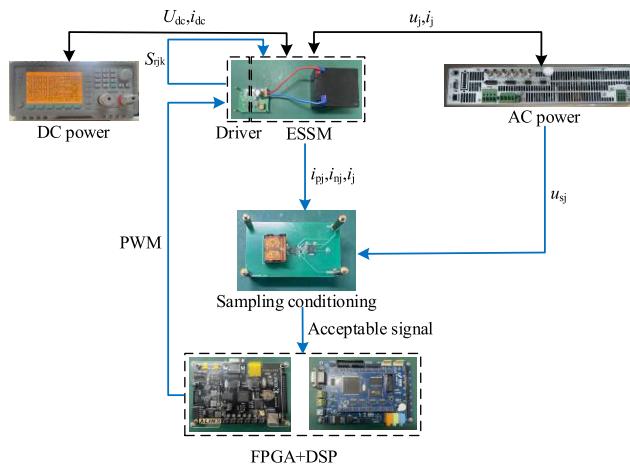 U_dc,i_dc
u_j,i_j
S_rjk
DC power
Driver
ESSM
AC power
i_pj,i_nj,i_j
u_sj
PWM
Sampling conditioning
Acceptable signal
ALINX
FPGA+DSP